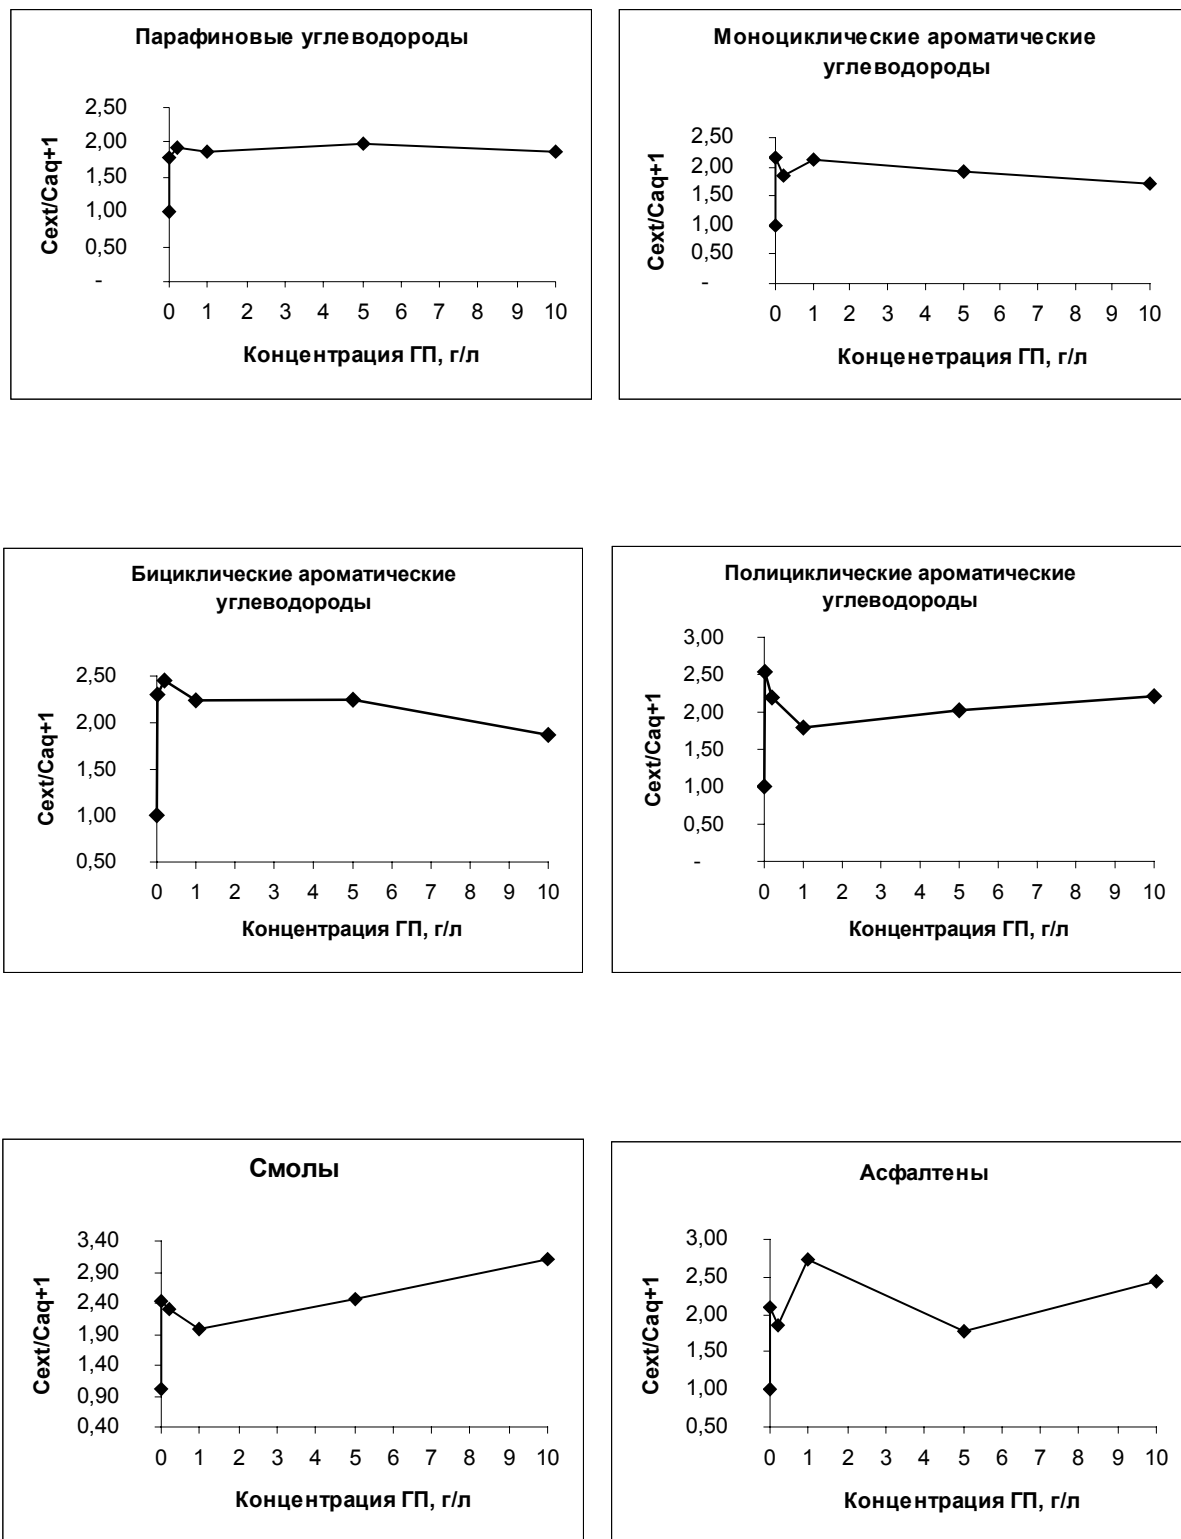 Парафиновые углеводороды
Cext/Caq+1
2,50
2,00
1,50
1,00
0,50
-
0 1 2 3 4 5 6 7 8 9 10
Концентрация ГП, г/л
Моноциклические ароматические
углеводороды
Cext/Caq+1
2,50
2,00
1,50
1,00
0,50
-
0 1 2 3 4 5 6 7 8 9 10
Конценетрация ГП, г/л
Бициклические ароматические
углеводороды
Cext/Caq+1
2,50
2,00
1,50
1,00
0,50
0 1 2 3 4 5 6 7 8 9 10
Концентрация ГП, г/л
Полициклические ароматические
углеводороды
Cext/Caq+1
3,00
2,50
2,00
1,50
1,00
0,50
-
0 1 2 3 4 5 6 7 8 9 10
Концентрация ГП, г/л
Смолы
Cext/Caq+1
3,40
2,90
2,40
1,90
1,40
0,90
0,40
0 1 2 3 4 5 6 7 8 9 10
Концентрация ГП, г/л
Асфалтены
Cext/Caq+1
3,00
2,50
2,00
1,50
1,00
0,50
0 1 2 3 4 5 6 7 8 9 10
Концентрация ГП, г/л